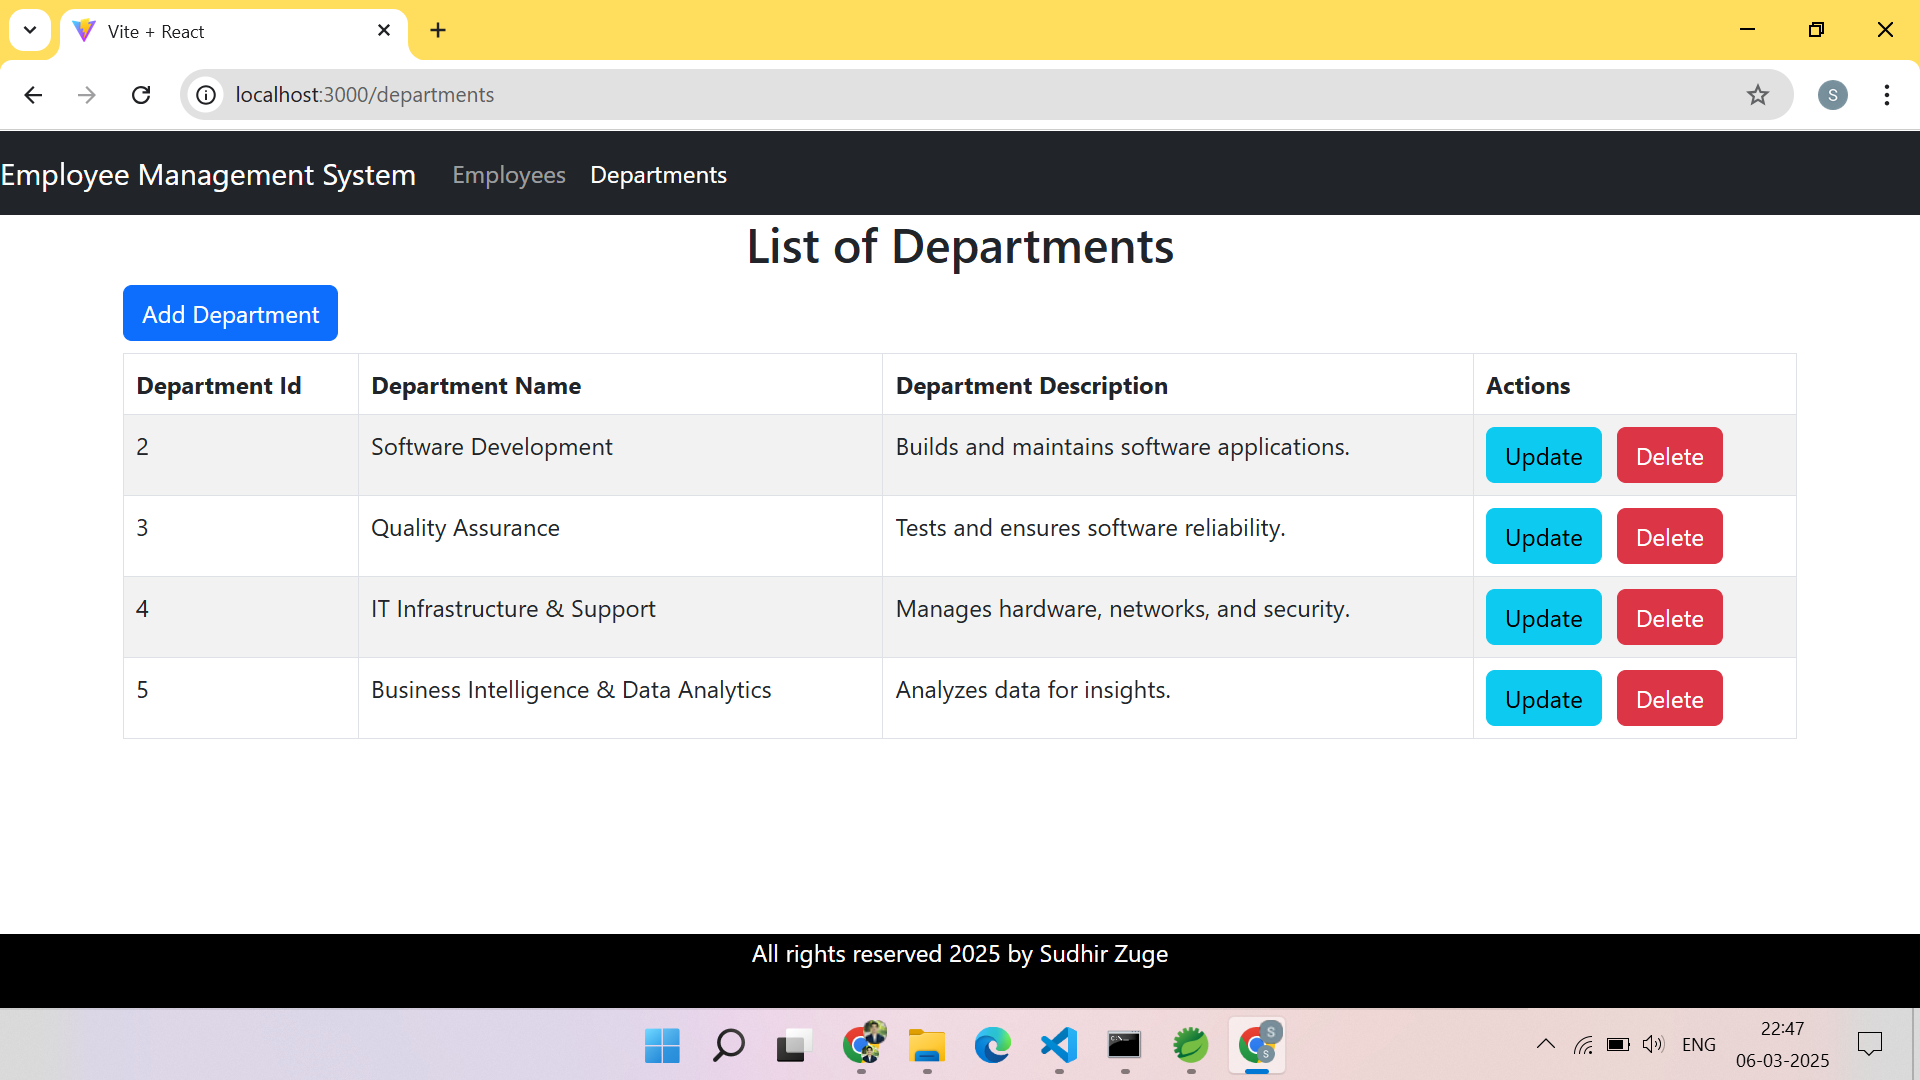 Vite + React
localhost:3000/departments
S
Employee Management System Employees Departments
List of Departments
Add Department
Department Id Department Name Department Description Actions
2 Software Development Builds and maintains software applications. Update Delete
3 Quality Assurance Tests and ensures software reliability. Update Delete
4 IT Infrastructure & Support Manages hardware, networks, and security. Update Delete
5 Business Intelligence & Data Analytics Analyzes data for insights. Update Delete
All rights reserved 2025 by Sudhir Zuge
S
S
ENG
22:47
06-03-2025